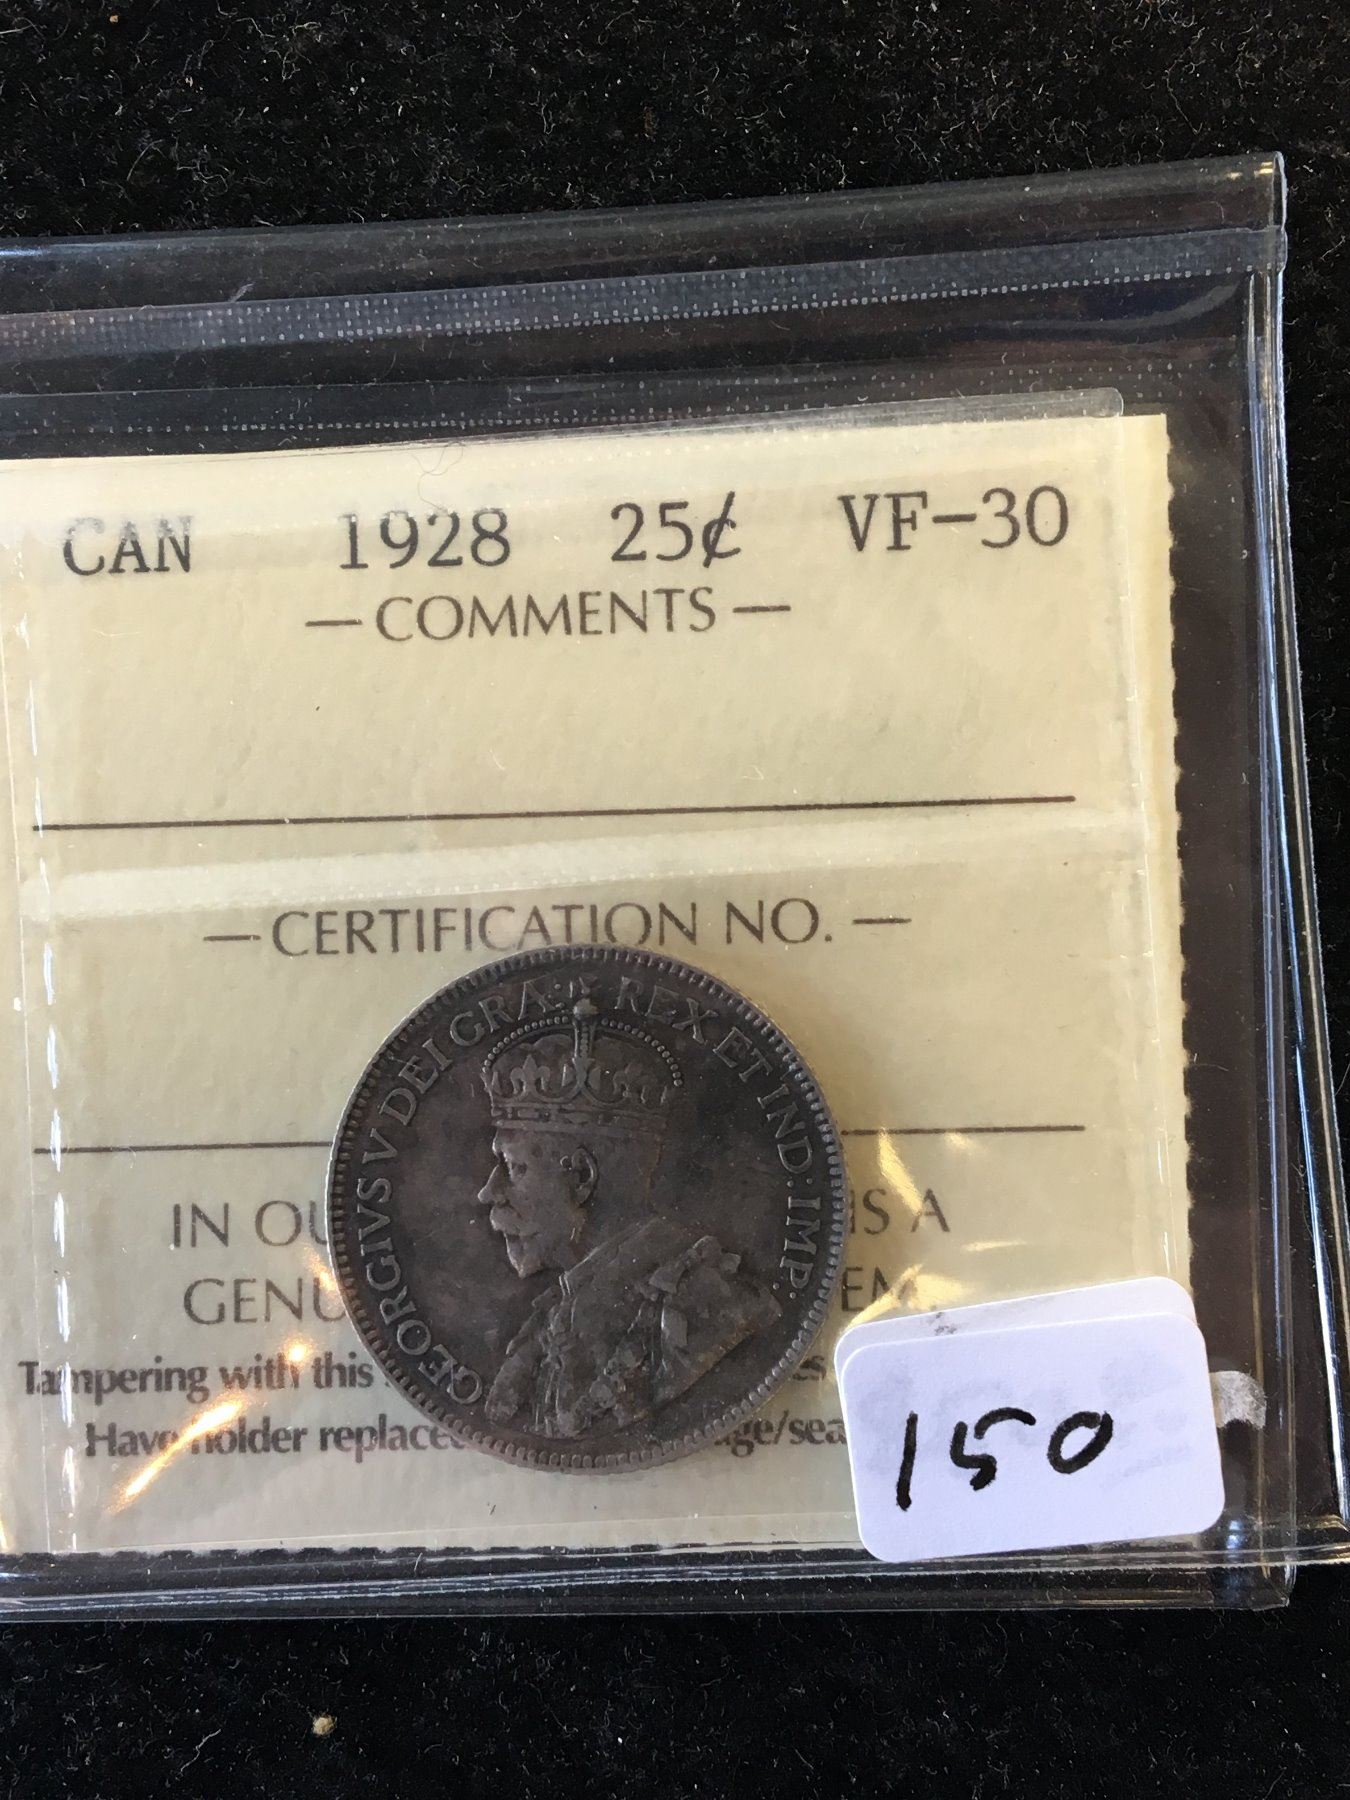 CAN 1928 25¢ VF-30
— COMMENTS —
— CERTIFICATION NO. —
GEORGIVS V DEI GRA: REX ET IND: IMP:
IN OU IS A
GENU EM.
Tampering with this
Have holder replace age/sea
150